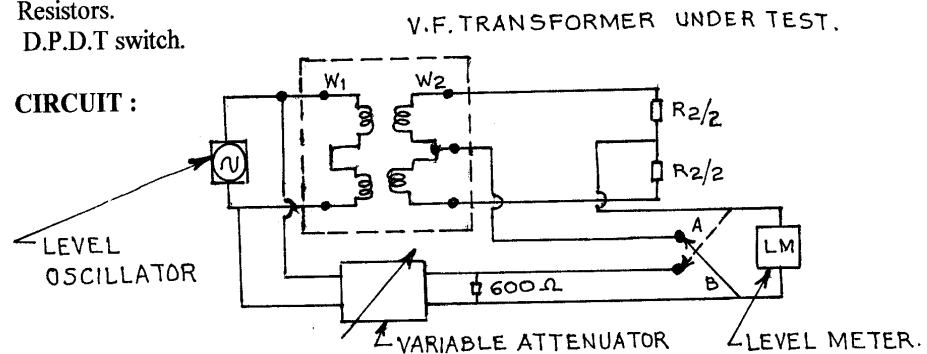 Resistors.
D.P.D.T switch.
V.F. TRANSFORMER UNDER TEST.
CIRCUIT :
W1
W2
R2/2
R2/2
A
B
LM
LEVEL
OSCILLATOR
600Ω
VARIABLE ATTENUATOR
LEVEL METER.